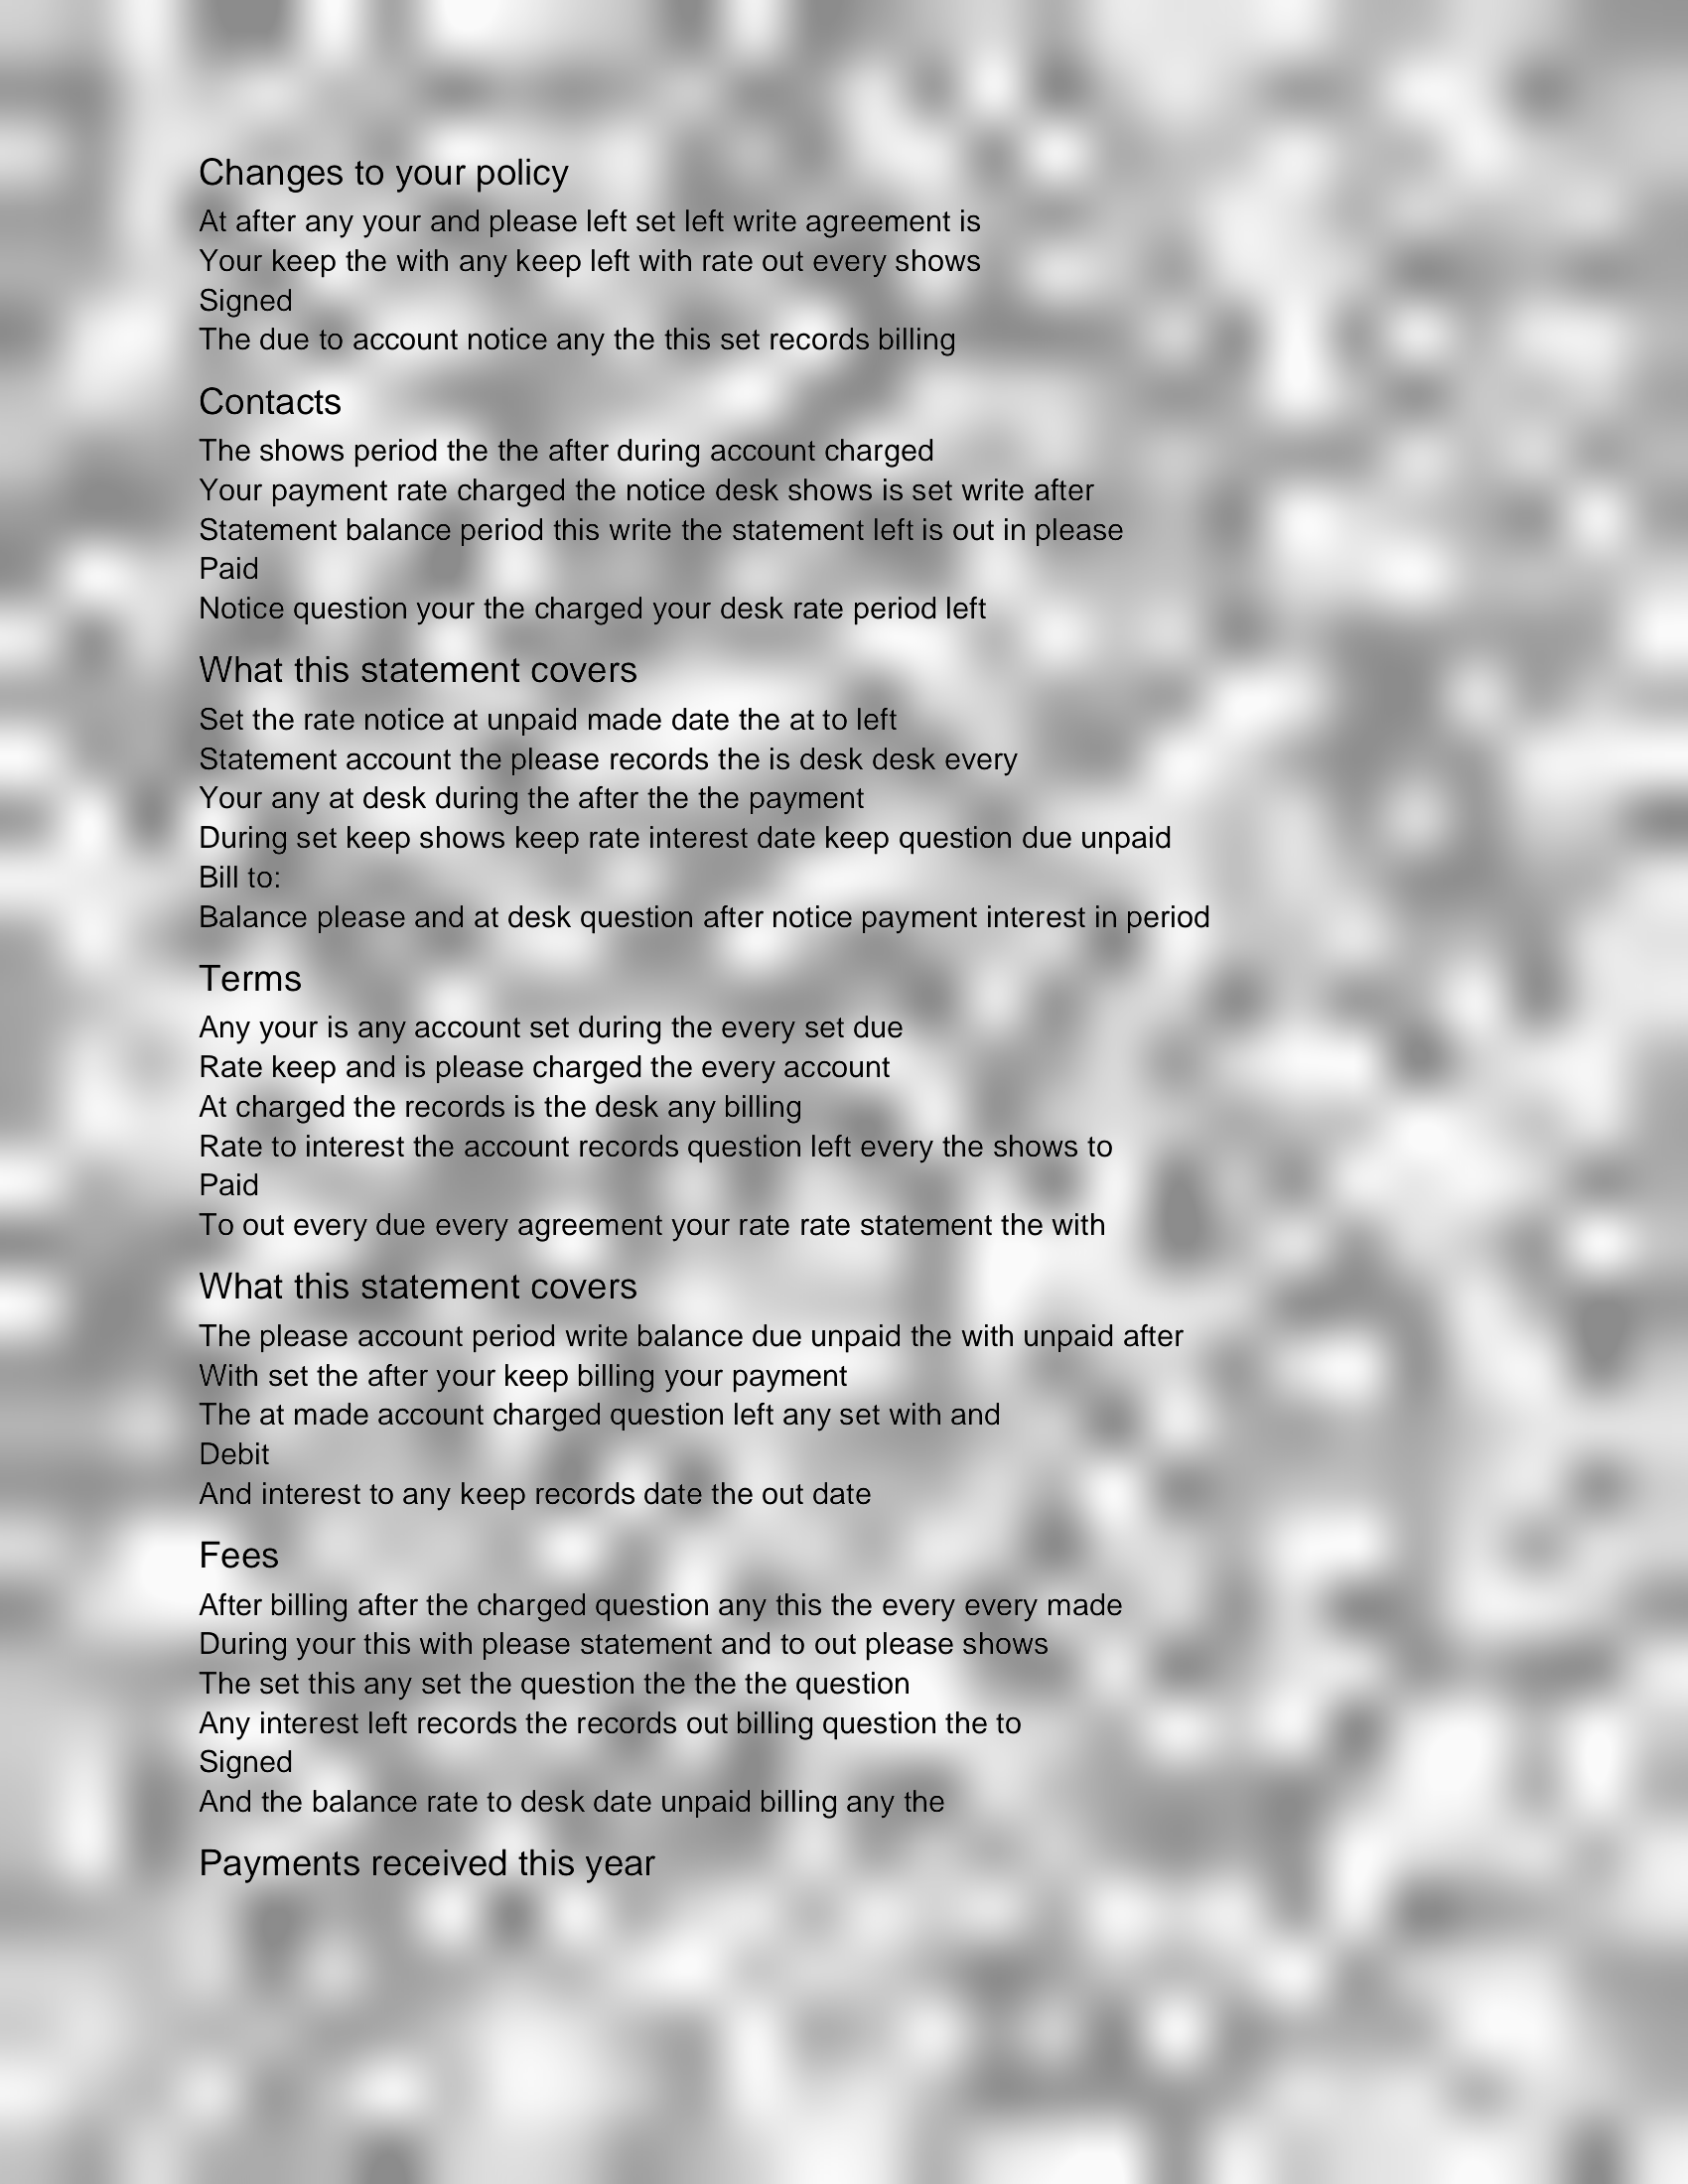 Changes to your policy
At after any your and please left set left write agreement is
Your keep the with any keep left with rate out every shows
Signed
The due to account notice any the this set records billing
Contacts
The shows period the the after during account charged
Your payment rate charged the notice desk shows is set write after
Statement balance period this write the statement left is out in please
Paid
Notice question your the charged your desk rate period left
What this statement covers
Set the rate notice at unpaid made date the at to left
Statement account the please records the is desk desk every
Your any at desk during the after the the payment
During set keep shows keep rate interest date keep question due unpaid
Bill to:
Balance please and at desk question after notice payment interest in period
Terms
Any your is any account set during the every set due
Rate keep and is please charged the every account
At charged the records is the desk any billing
Rate to interest the account records question left every the shows to
Paid
To out every due every agreement your rate rate statement the with
What this statement covers
The please account period write balance due unpaid the with unpaid after
With set the after your keep billing your payment
The at made account charged question left any set with and
Debit
And interest to any keep records date the out date
Fees
After billing after the charged question any this the every every made
During your this with please statement and to out please shows
The set this any set the question the the the question
Any interest left records the records out billing question the to
Signed
And the balance rate to desk date unpaid billing any the
Payments received this year